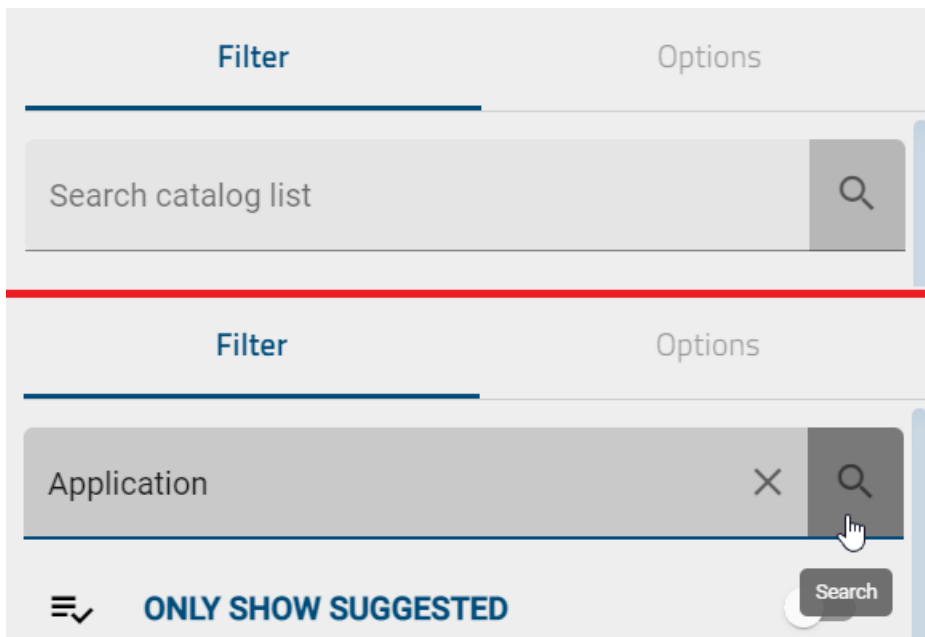 Filter Options
Search catalog list
Filter Options
Application
ONLY SHOW SUGGESTED
Search